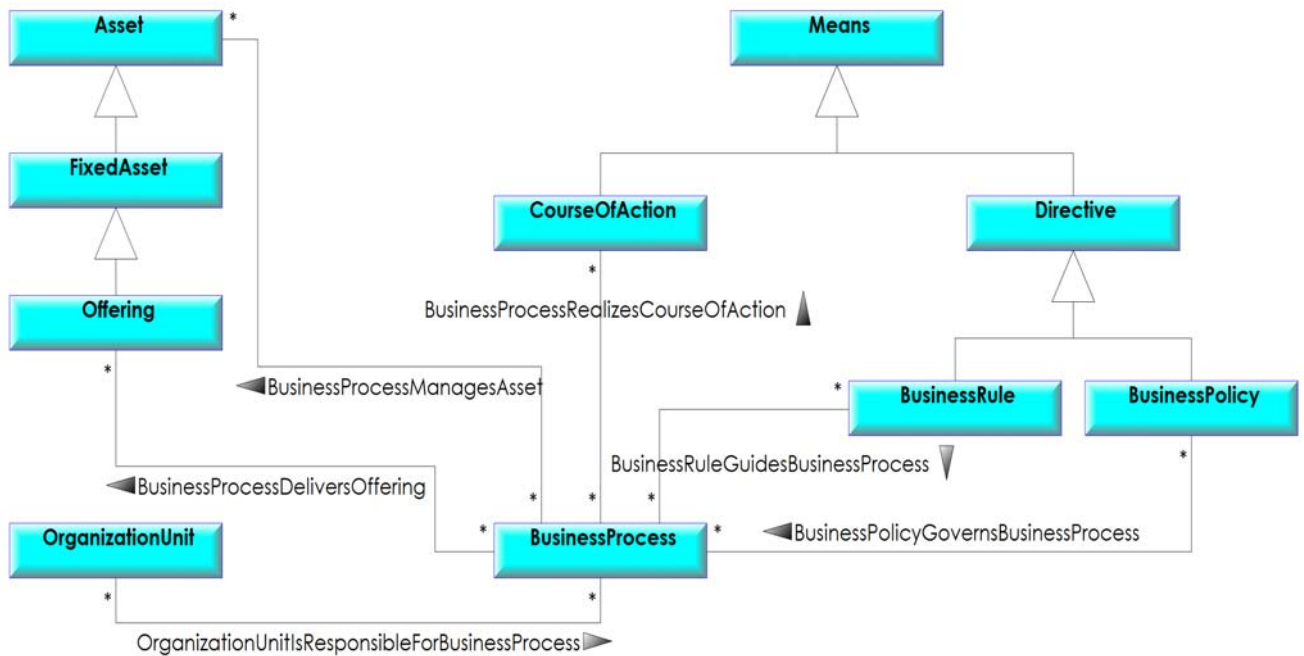 Asset
*
Means
FixedAsset
CourseOfAction
Directive
*
BusinessProcessRealizesCourseOfAction
Offering
*
BusinessProcessManagesAsset
*
BusinessRule
BusinessPolicy
*
BusinessRuleGuidesBusinessProcess
BusinessProcessDeliversOffering
*
*
*
*
*
OrganizationUnit
BusinessProcess
BusinessPolicyGovernsBusinessProcess
*
*
OrganizationUnitIsResponsibleForBusinessProcess